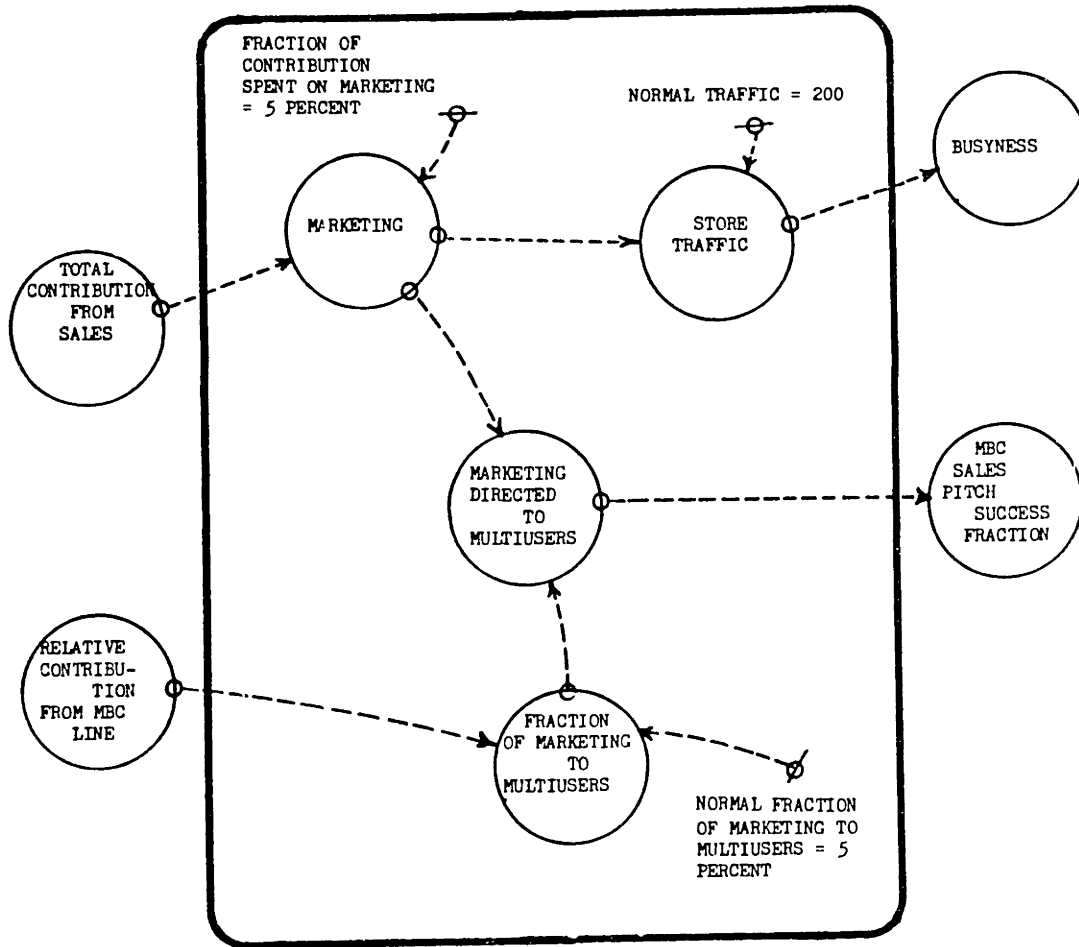 FRACTION OF
CONTRIBUTION
SPENT ON MARKETING
= 5 PERCENT
NORMAL TRAFFIC = 200
BUSYNESS
MARKETING
STORE
TRAFFIC
TOTAL
CONTRIBUTION
FROM
SALES
MARKETING
DIRECTED
TO
MULTIUSERS
MBC
SALES
PITCH
SUCCESS
FRACTION
RELATIVE
CONTRIBU-
TION
FROM MBC
LINE
FRACTION
OF MARKETING
TO
MULTIUSERS
NORMAL FRACTION
OF MARKETING TO
MULTIUSERS = 5
PERCENT